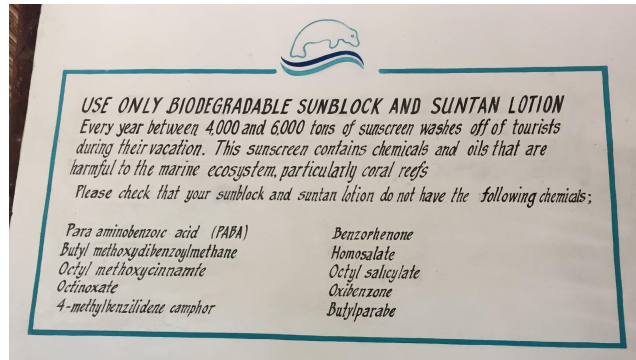 USE ONLY BIODEGRADABLE SUNBLOCK AND SUNTAN LOTION
Every year between 4,000 and 6,000 tons of sunscreen washes off of tourists
during their vacation. This sunscreen contains chemicals and oils that are
harmful to the marine ecosystem, particularly coral reefs
Please check that your sunblock and suntan lotion do not have the following chemicals;
Para aminobenzoic acid (PABA)
Butyl methoxydibenzoylmethane
Octyl methoxycinnamte
Octinoxate
4-methylbenzilidene camphor
Benzorhenone
Homosalate
Octyl salicylate
Oxibenzone
Butylparabe